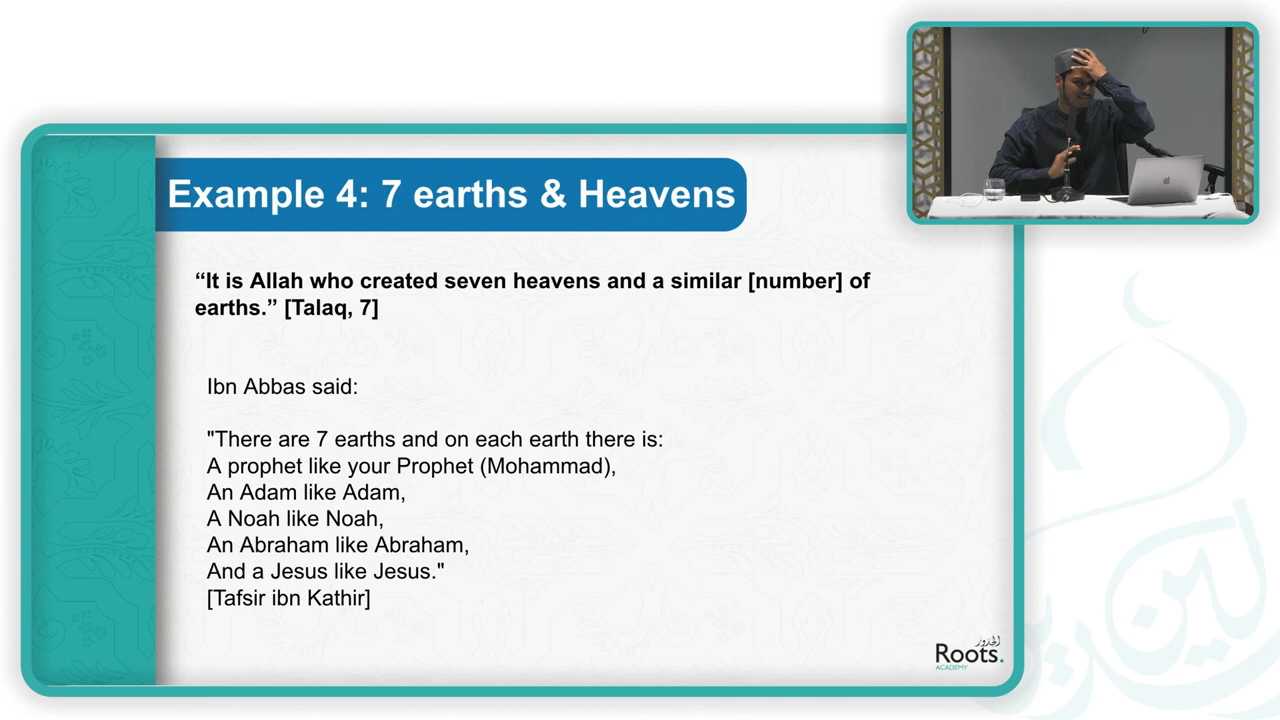 Example 4: 7 earths & Heavens
“It is Allah who created seven heavens and a similar [number] of
earths.” [Talaq, 7]
Ibn Abbas said:
"There are 7 earths and on each earth there is:
A prophet like your Prophet (Mohammad),
An Adam like Adam,
A Noah like Noah,
An Abraham like Abraham,
And a Jesus like Jesus."
[Tafsir ibn Kathir]
الجذور
Roots.
ACADEMY